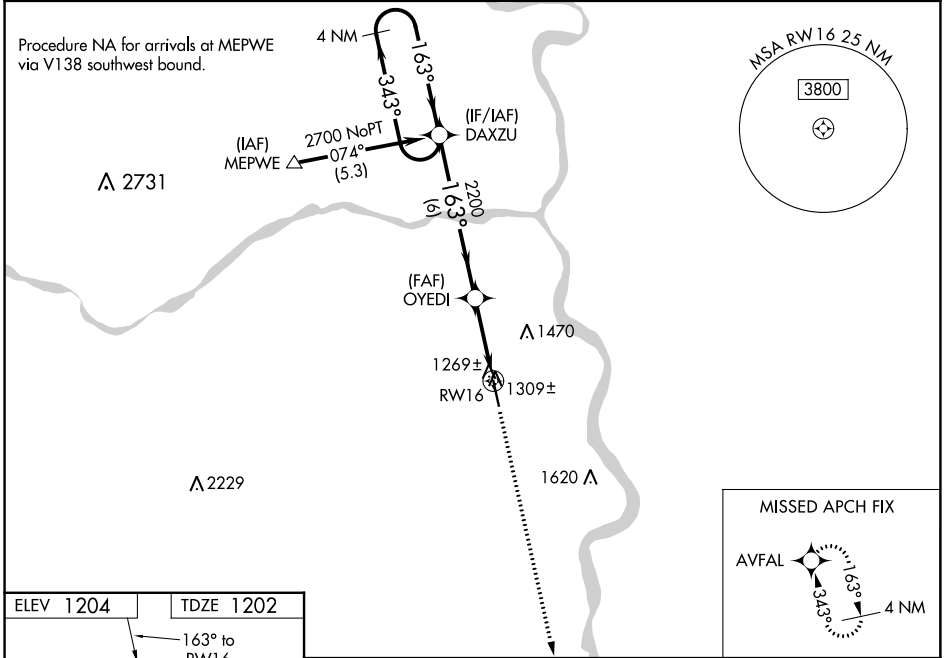 Procedure NA for arrivals at MEPWE
via V138 southwest bound.
4 NM
163°
343°
(IF/IAF)
DAXZU
(IAF)
MEPWE
2700 NoPT
074°
(5.3)
2731
2200
163°
(6)
(FAF)
OYEDI
1470
1269±
RW16
1309±
2229
1620
MSA RW16 25 NM
3800
MISSED APCH FIX
AVFAL
163°
343°
4 NM
ELEV 1204
TDZE 1202
163° to
RW16